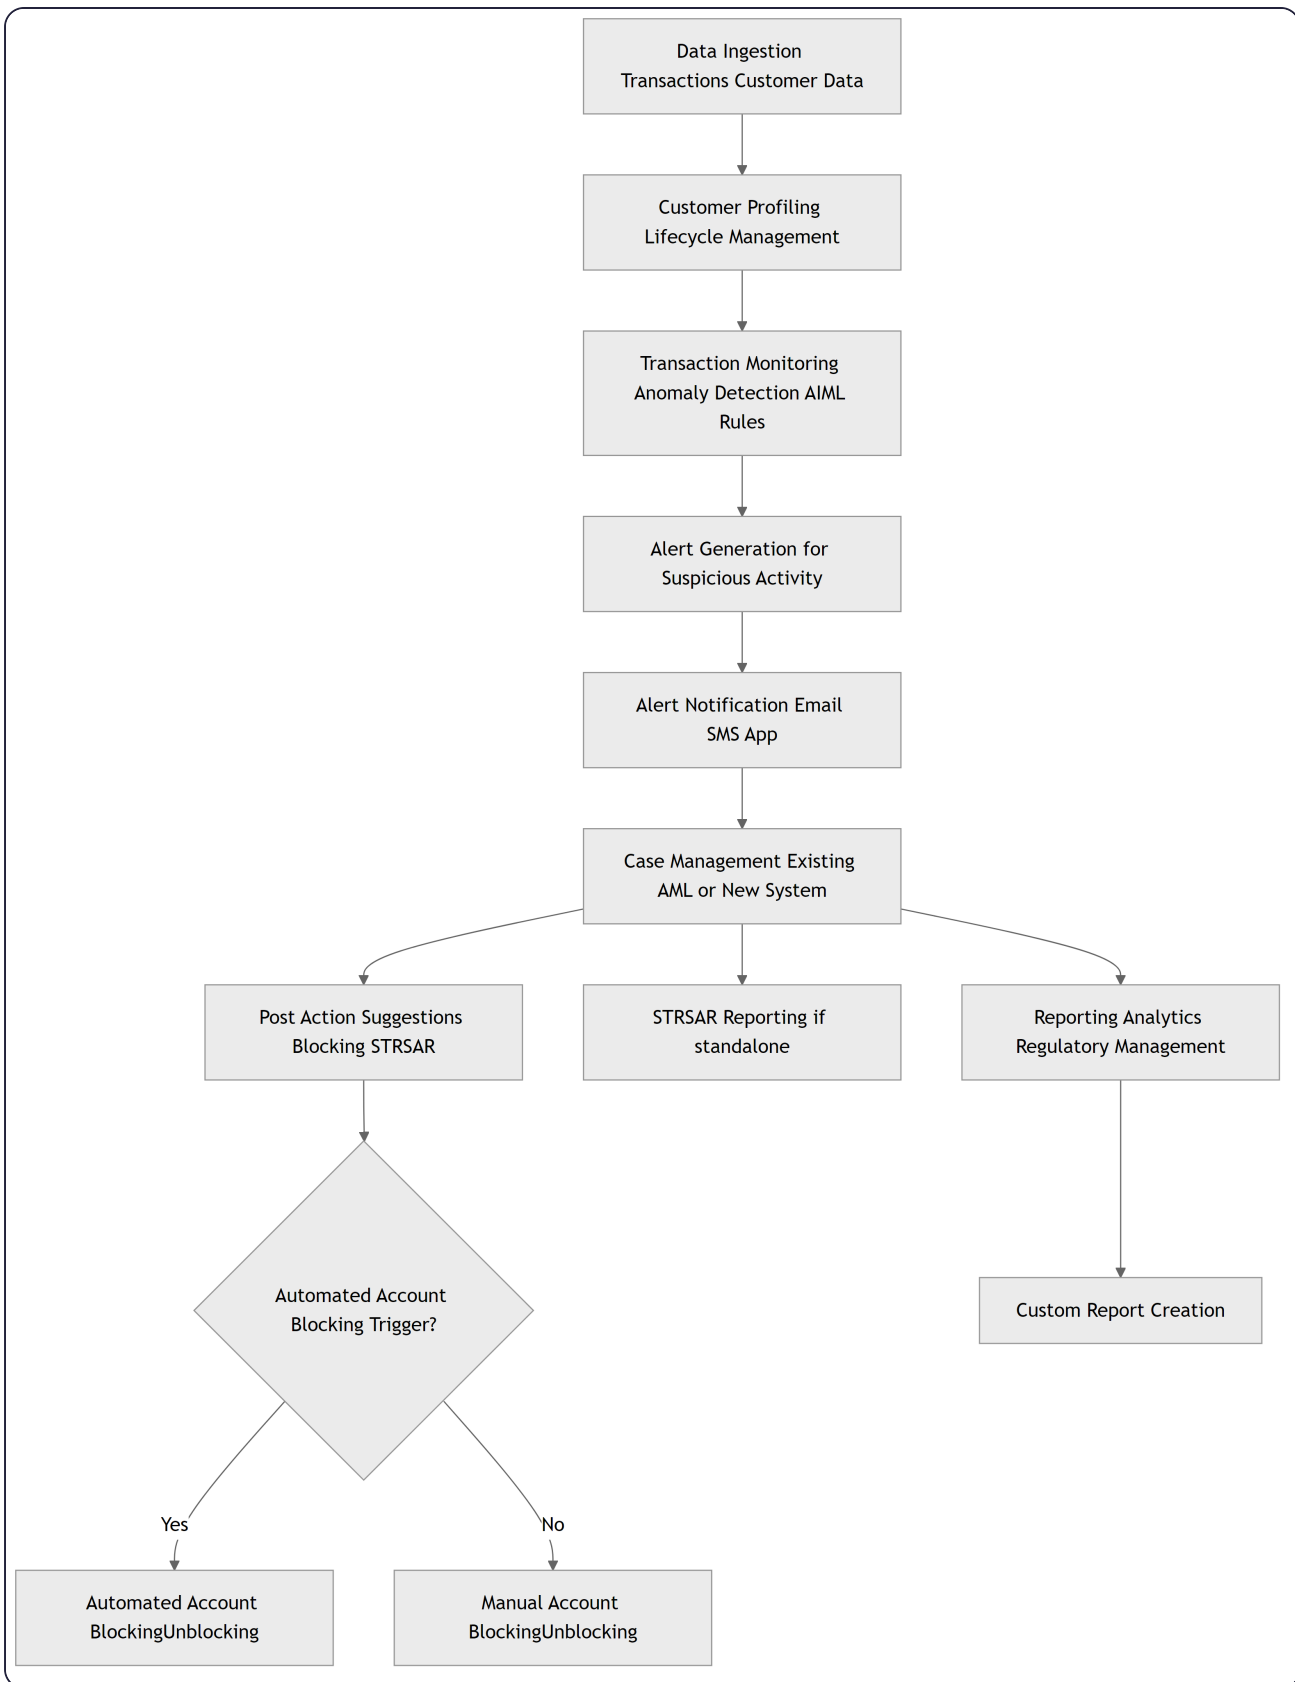 Data Ingestion
Transactions Customer Data
Customer Profiling
Lifecycle Management
Transaction Monitoring
Anomaly Detection AIML
Rules
Alert Generation for
Suspicious Activity
Alert Notification Email
SMS App
Case Management Existing
AML or New System
Post Action Suggestions
Blocking STRSAR
STRSAR Reporting if
standalone
Reporting Analytics
Regulatory Management
Automated Account
Blocking Trigger?
Custom Report Creation
Yes
No
Automated Account
BlockingUnblocking
Manual Account
BlockingUnblocking